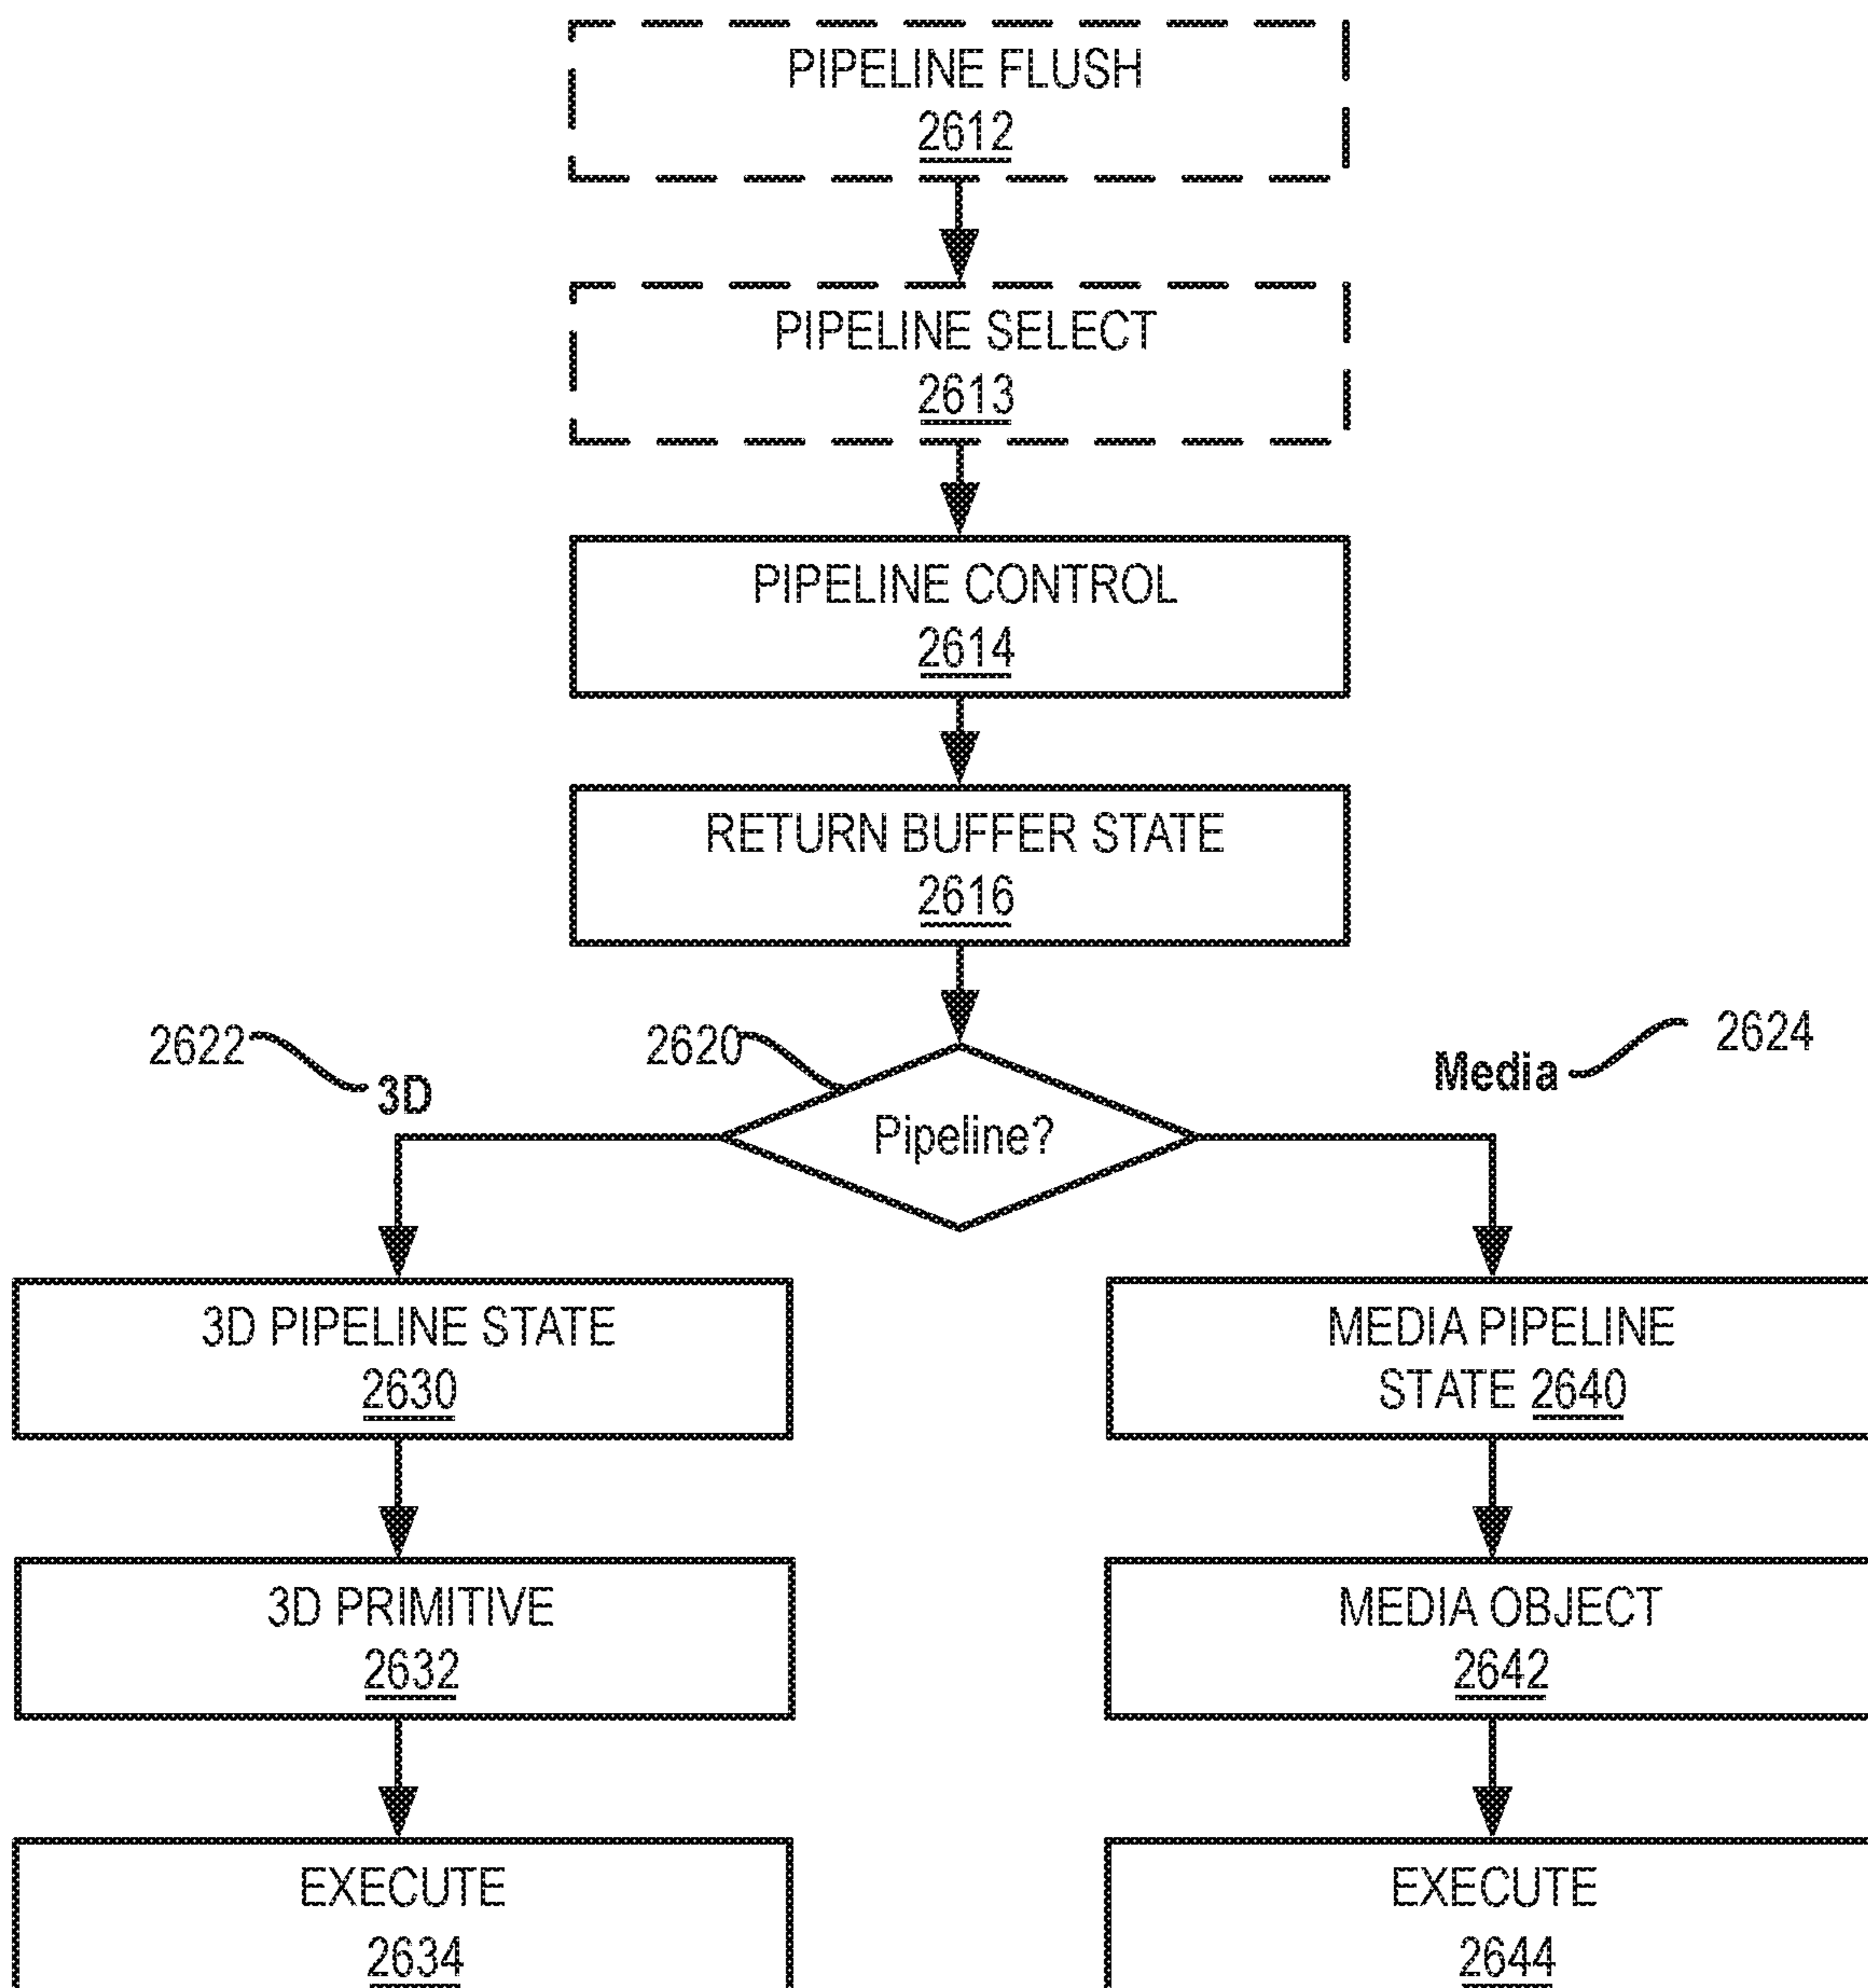 PIPELINE FLUSH
2612
PIPELINE SELECT
2613
PIPELINE CONTROL
2614
RETURN BUFFER STATE
2616
2622
3D
2620
Pipeline?
Media
2624
3D PIPELINE STATE
2630
MEDIA PIPELINE
STATE 2640
3D PRIMITIVE
2632
MEDIA OBJECT
2642
EXECUTE
2634
EXECUTE
2644